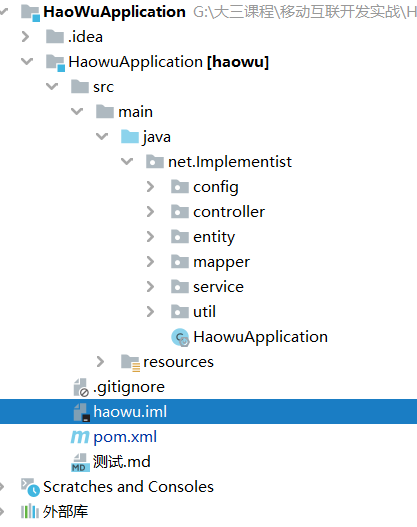 HaoWuApplication G:\大三课程\移动互联开发实战\H
.idea
HaowuApplication [haowu]
src
main
java
net.Implementist
config
controller
entity
mapper
service
util
HaowuApplication
resources
.gitignore
haowu.iml
pom.xml
MD 测试.md
Scratches and Consoles
外部库